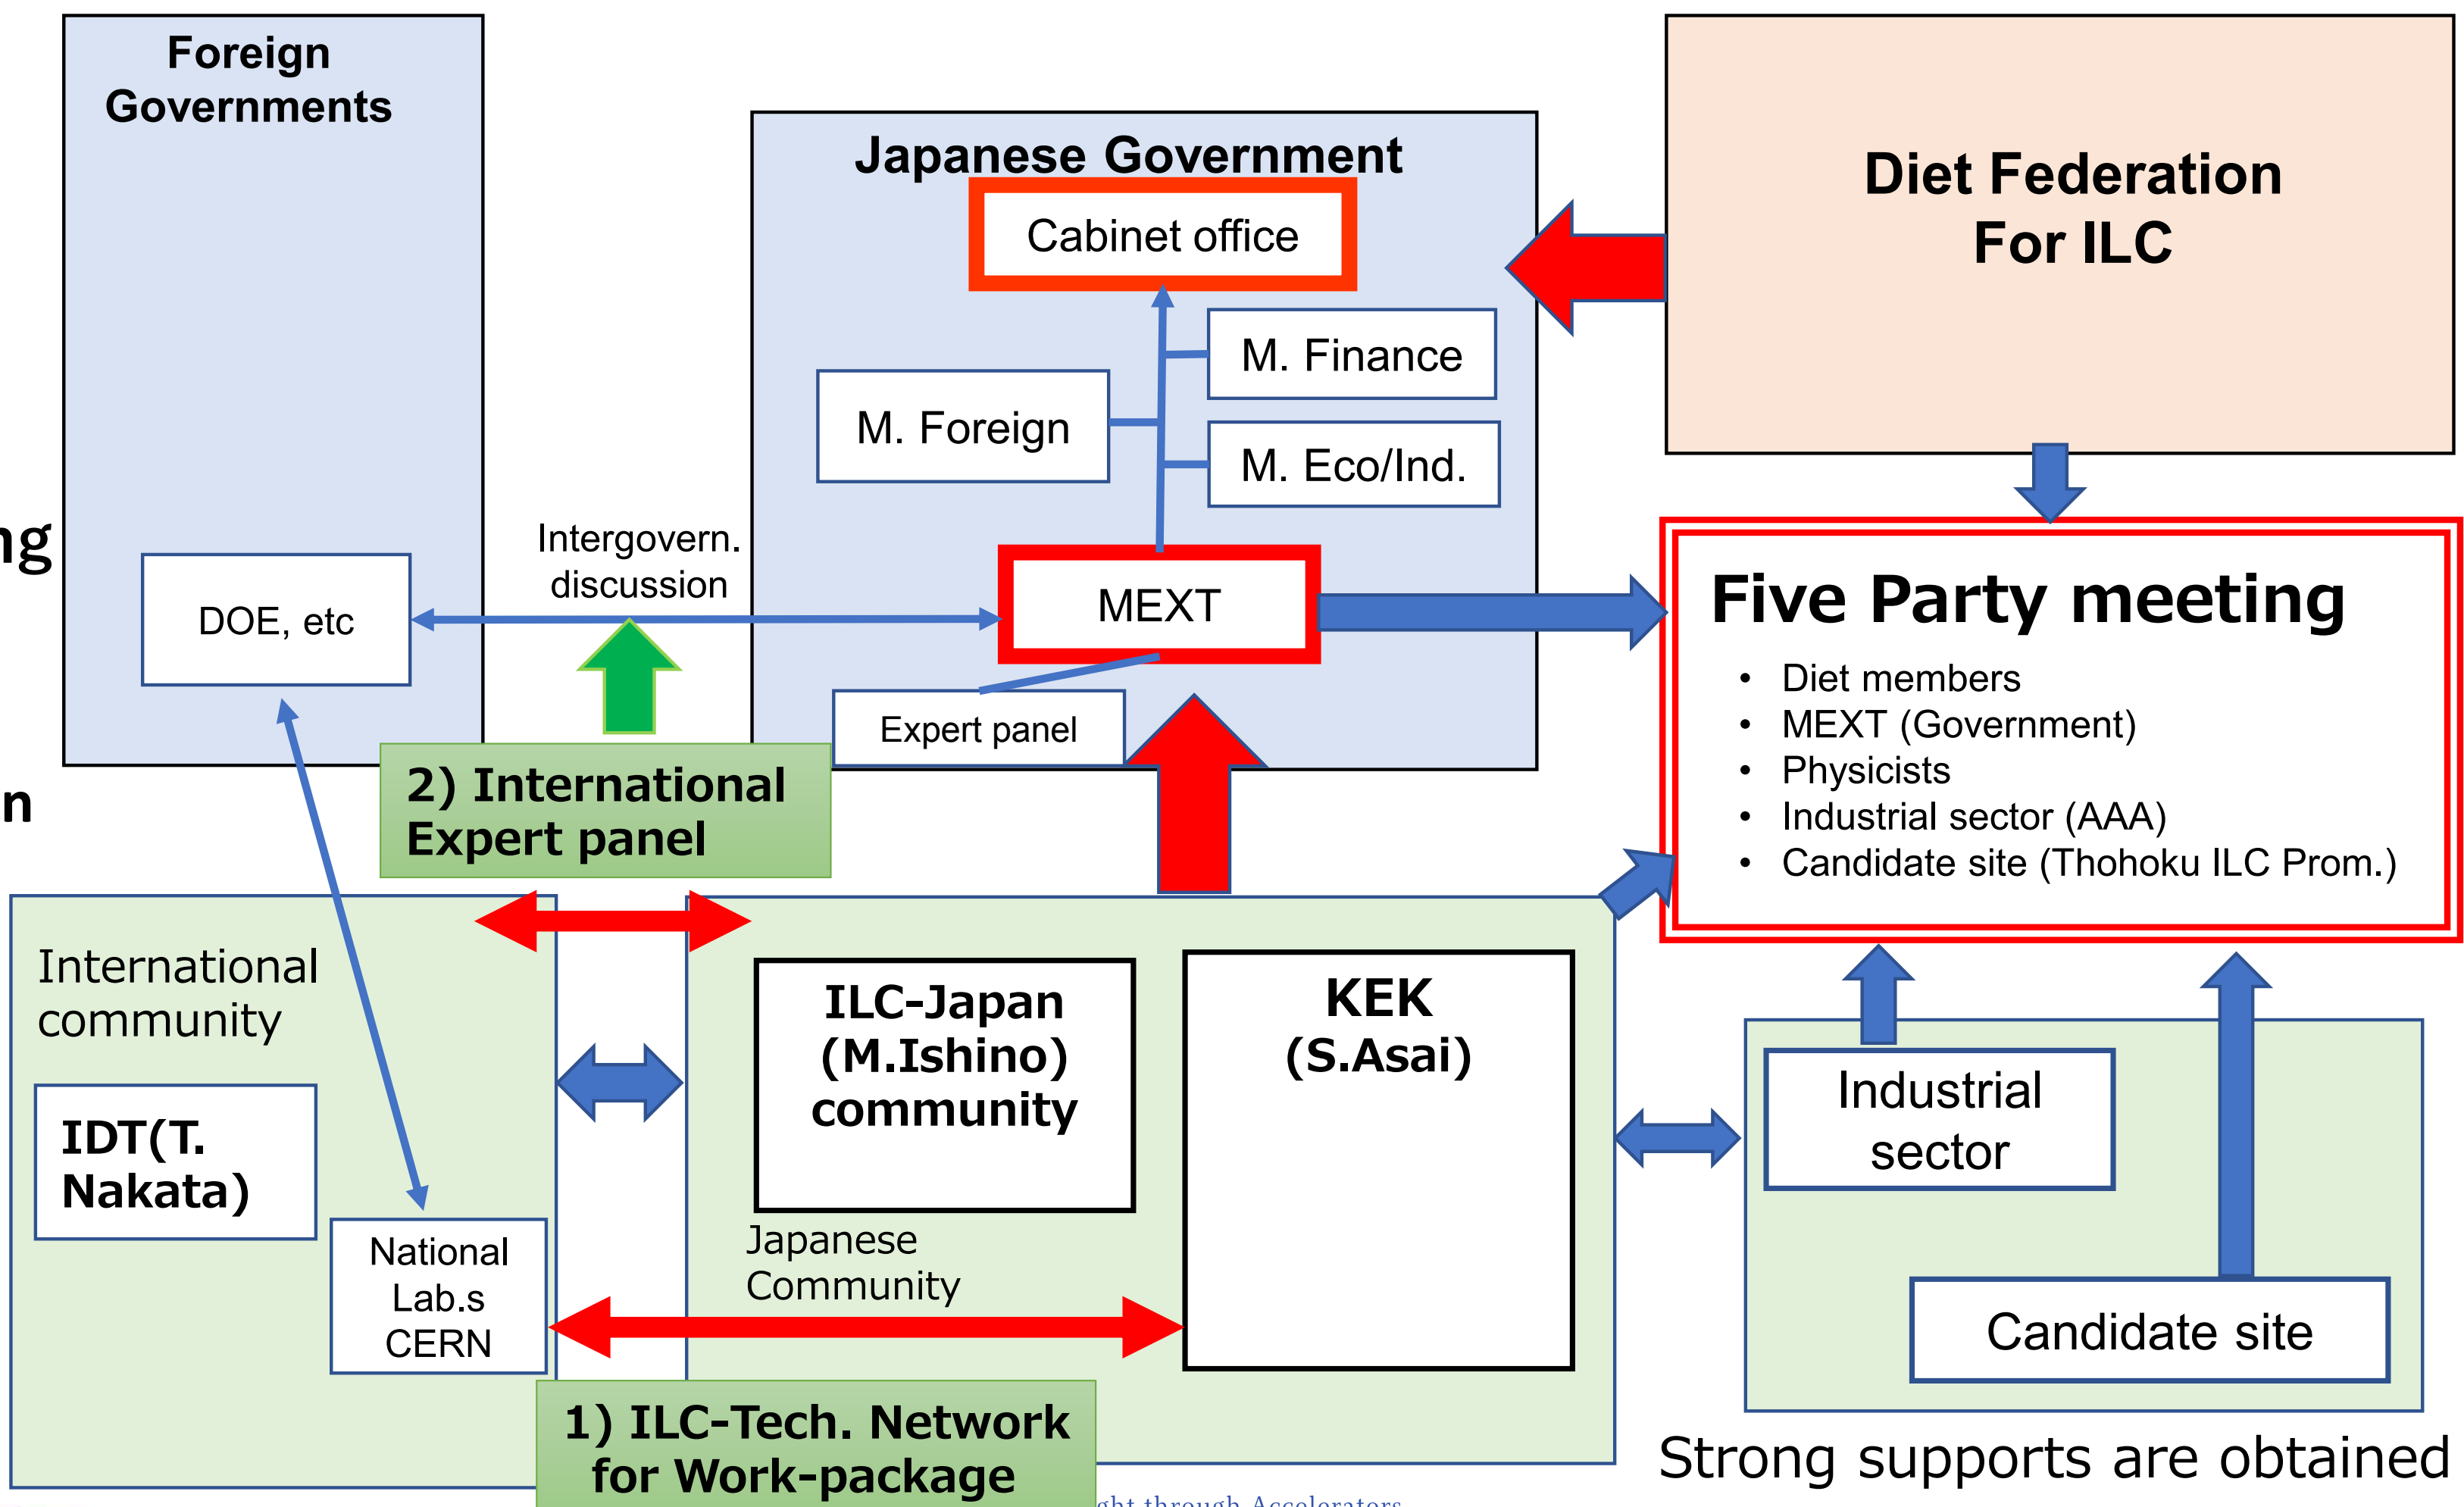 Foreign
Governments
Japanese Government
Cabinet office
M. Finance
M. Foreign
M. Eco/Ind.
Diet Federation
For ILC
ng
Intergovern.
discussion
DOE, etc
MEXT
Expert panel
Five Party meeting
• Diet members
• MEXT (Government)
• Physicists
• Industrial sector (AAA)
• Candidate site (Thohoku ILC Prom.)
n
2) International
Expert panel
International
community
IDT(T.
Nakata)
National
Lab.s
CERN
ILC-Japan
(M.Ishino)
community
KEK
(S.Asai)
Japanese
Community
1) ILC-Tech. Network
for Work-package
Industrial
sector
Candidate site
Strong supports are obtained
ght through Accelerators